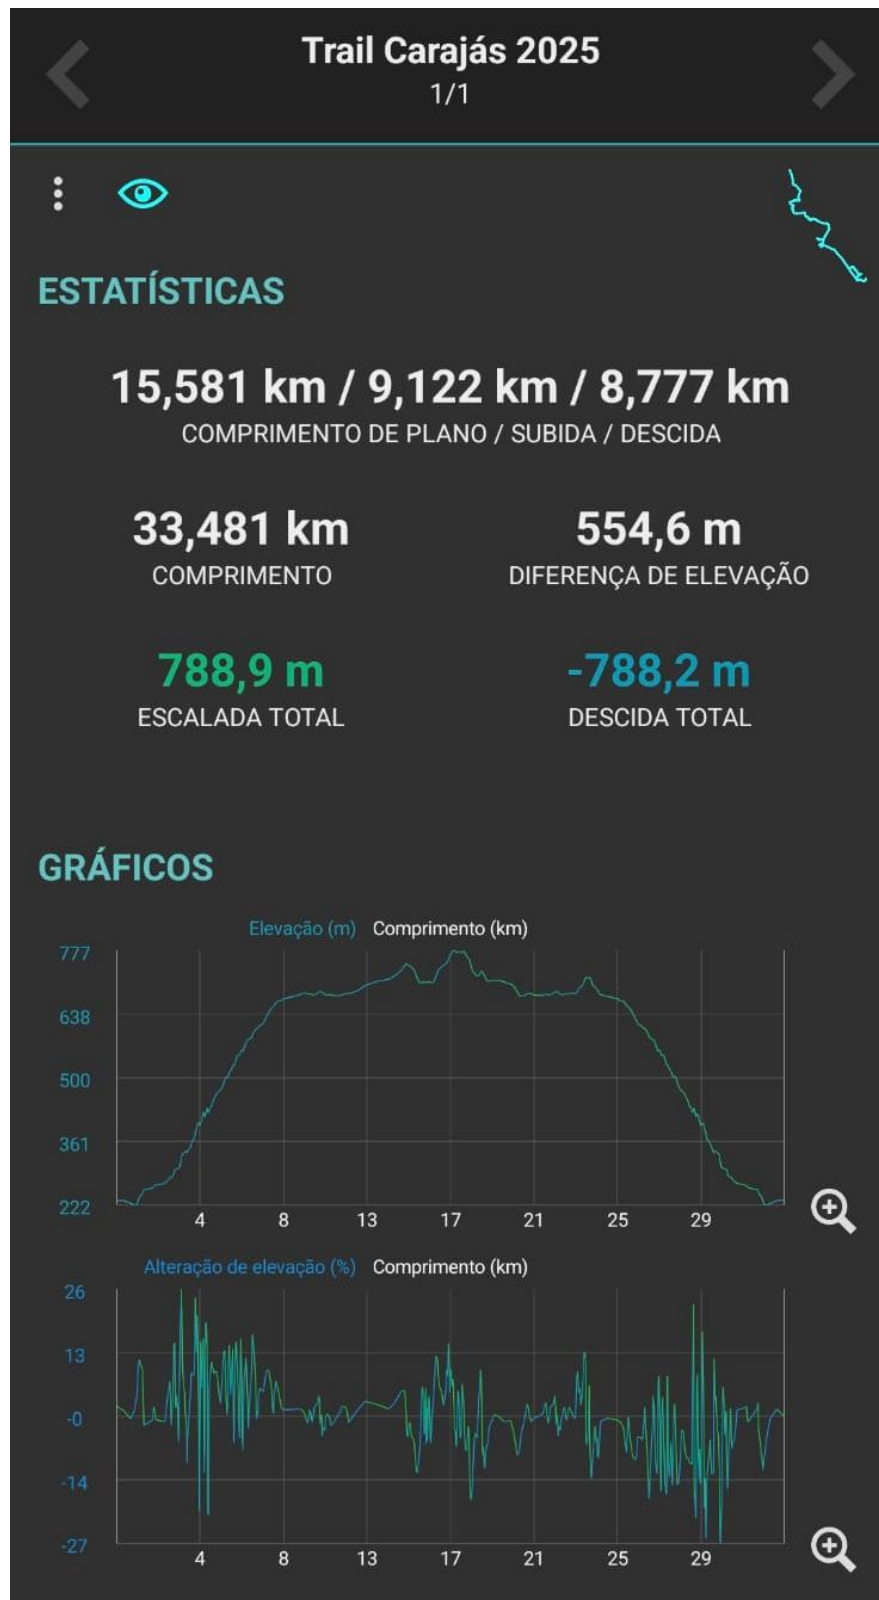 Trail Carajás 2025
1/1
ESTATÍSTICAS
15,581 km / 9,122 km / 8,777 km
COMPRIMENTO DE PLANO / SUBIDA / DESCIDA
33,481 km
COMPRIMENTO
554,6 m
DIFERENÇA DE ELEVAÇÃO
788,9 m
ESCALADA TOTAL
-788,2 m
DESCIDA TOTAL
GRÁFICOS
Elevação (m) Comprimento (km)
777
638
500
361
222
4 8 13 17 21 25 29
Alteração de elevação (%) Comprimento (km)
26
13
-0
-14
-27
4 8 13 17 21 25 29